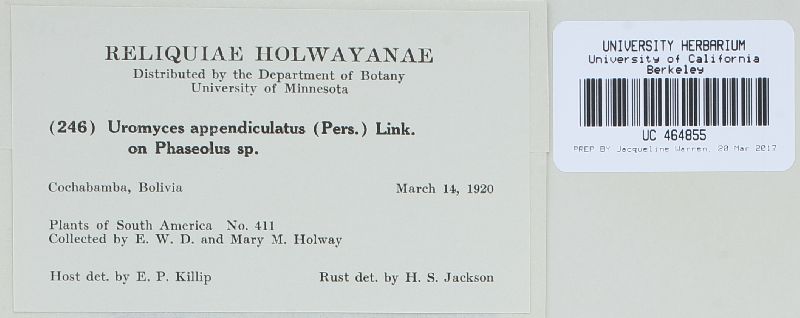 RELIQUIAE HOLWAYANAE
Distributed by the Department of Botany
University of Minnesota
(246) Uromyces appendiculatus (Pers.) Link.
on Phaseolus sp.
Cochabamba, Bolivia March 14, 1920
Plants of South America No. 411
Collected by E. W. D. and Mary M. Holway
Host det. by E. P. Killip Rust det. by H. S. Jackson
UNIVERSITY HERBARIUM
University of California
Berkeley
UC 464855
PREP BY Jacqueline Warren, 20 Mar 2017